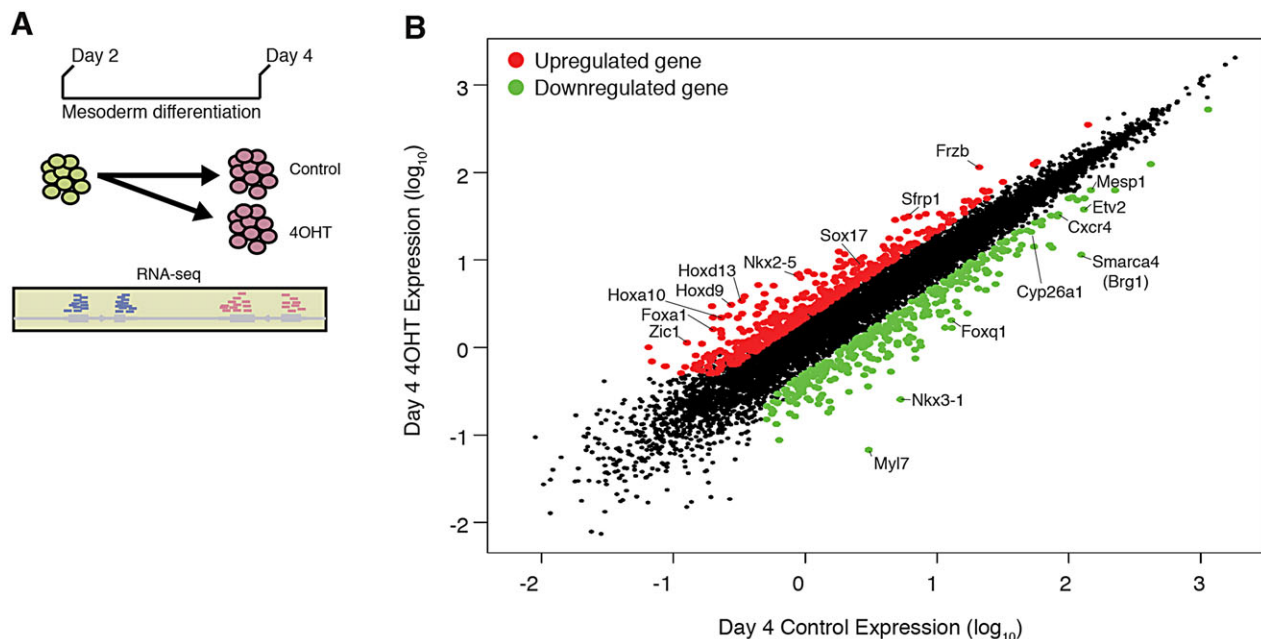 A
Day 2
Day 4
Mesoderm differentiation
Control
4OHT
RNA-seq
B
Upregulated gene
Downregulated gene
Day 4 4OHT Expression (log10)
3
2
1
0
-1
-2
Frzb
Sfrp1
Sox17
Nkx2-5
Hoxd13
Hoxd9
Hoxa10
Foxa1
Zic1
Mesp1
Etv2
Cxcr4
Smarca4
(Brg1)
Cyp26a1
Foxq1
Nkx3-1
Myl7
-2 -1 0 1 2 3
Day 4 Control Expression (log10)